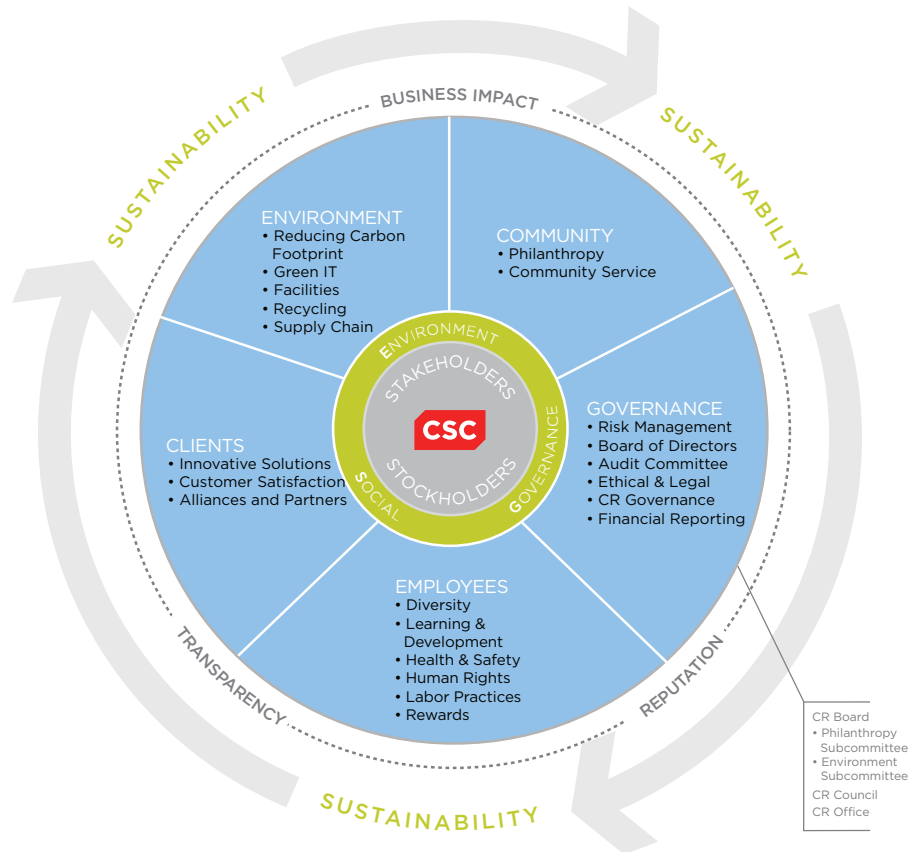 SUSTAINABILITY
SUSTAINABILITY
BUSINESS IMPACT
ENVIRONMENT
• Reducing Carbon
Footprint
• Green IT
• Facilities
• Recycling
• Supply Chain
COMMUNITY
• Philanthropy
• Community Service
ENVIRONMENT
STAKEHOLDERS
CSC
STOCKHOLDERS
SOCIAL
GOVERNANCE
CLIENTS
• Innovative Solutions
• Customer Satisfaction
• Alliances and Partners
GOVERNANCE
• Risk Management
• Board of Directors
• Audit Committee
• Ethical & Legal
• CR Governance
• Financial Reporting
EMPLOYEES
• Diversity
• Learning &
Development
• Health & Safety
• Human Rights
• Labor Practices
• Rewards
TRANSPARENCY
REPUTATION
CR Board
• Philanthropy
Subcommittee
• Environment
Subcommittee
CR Council
CR Office
SUSTAINABILITY